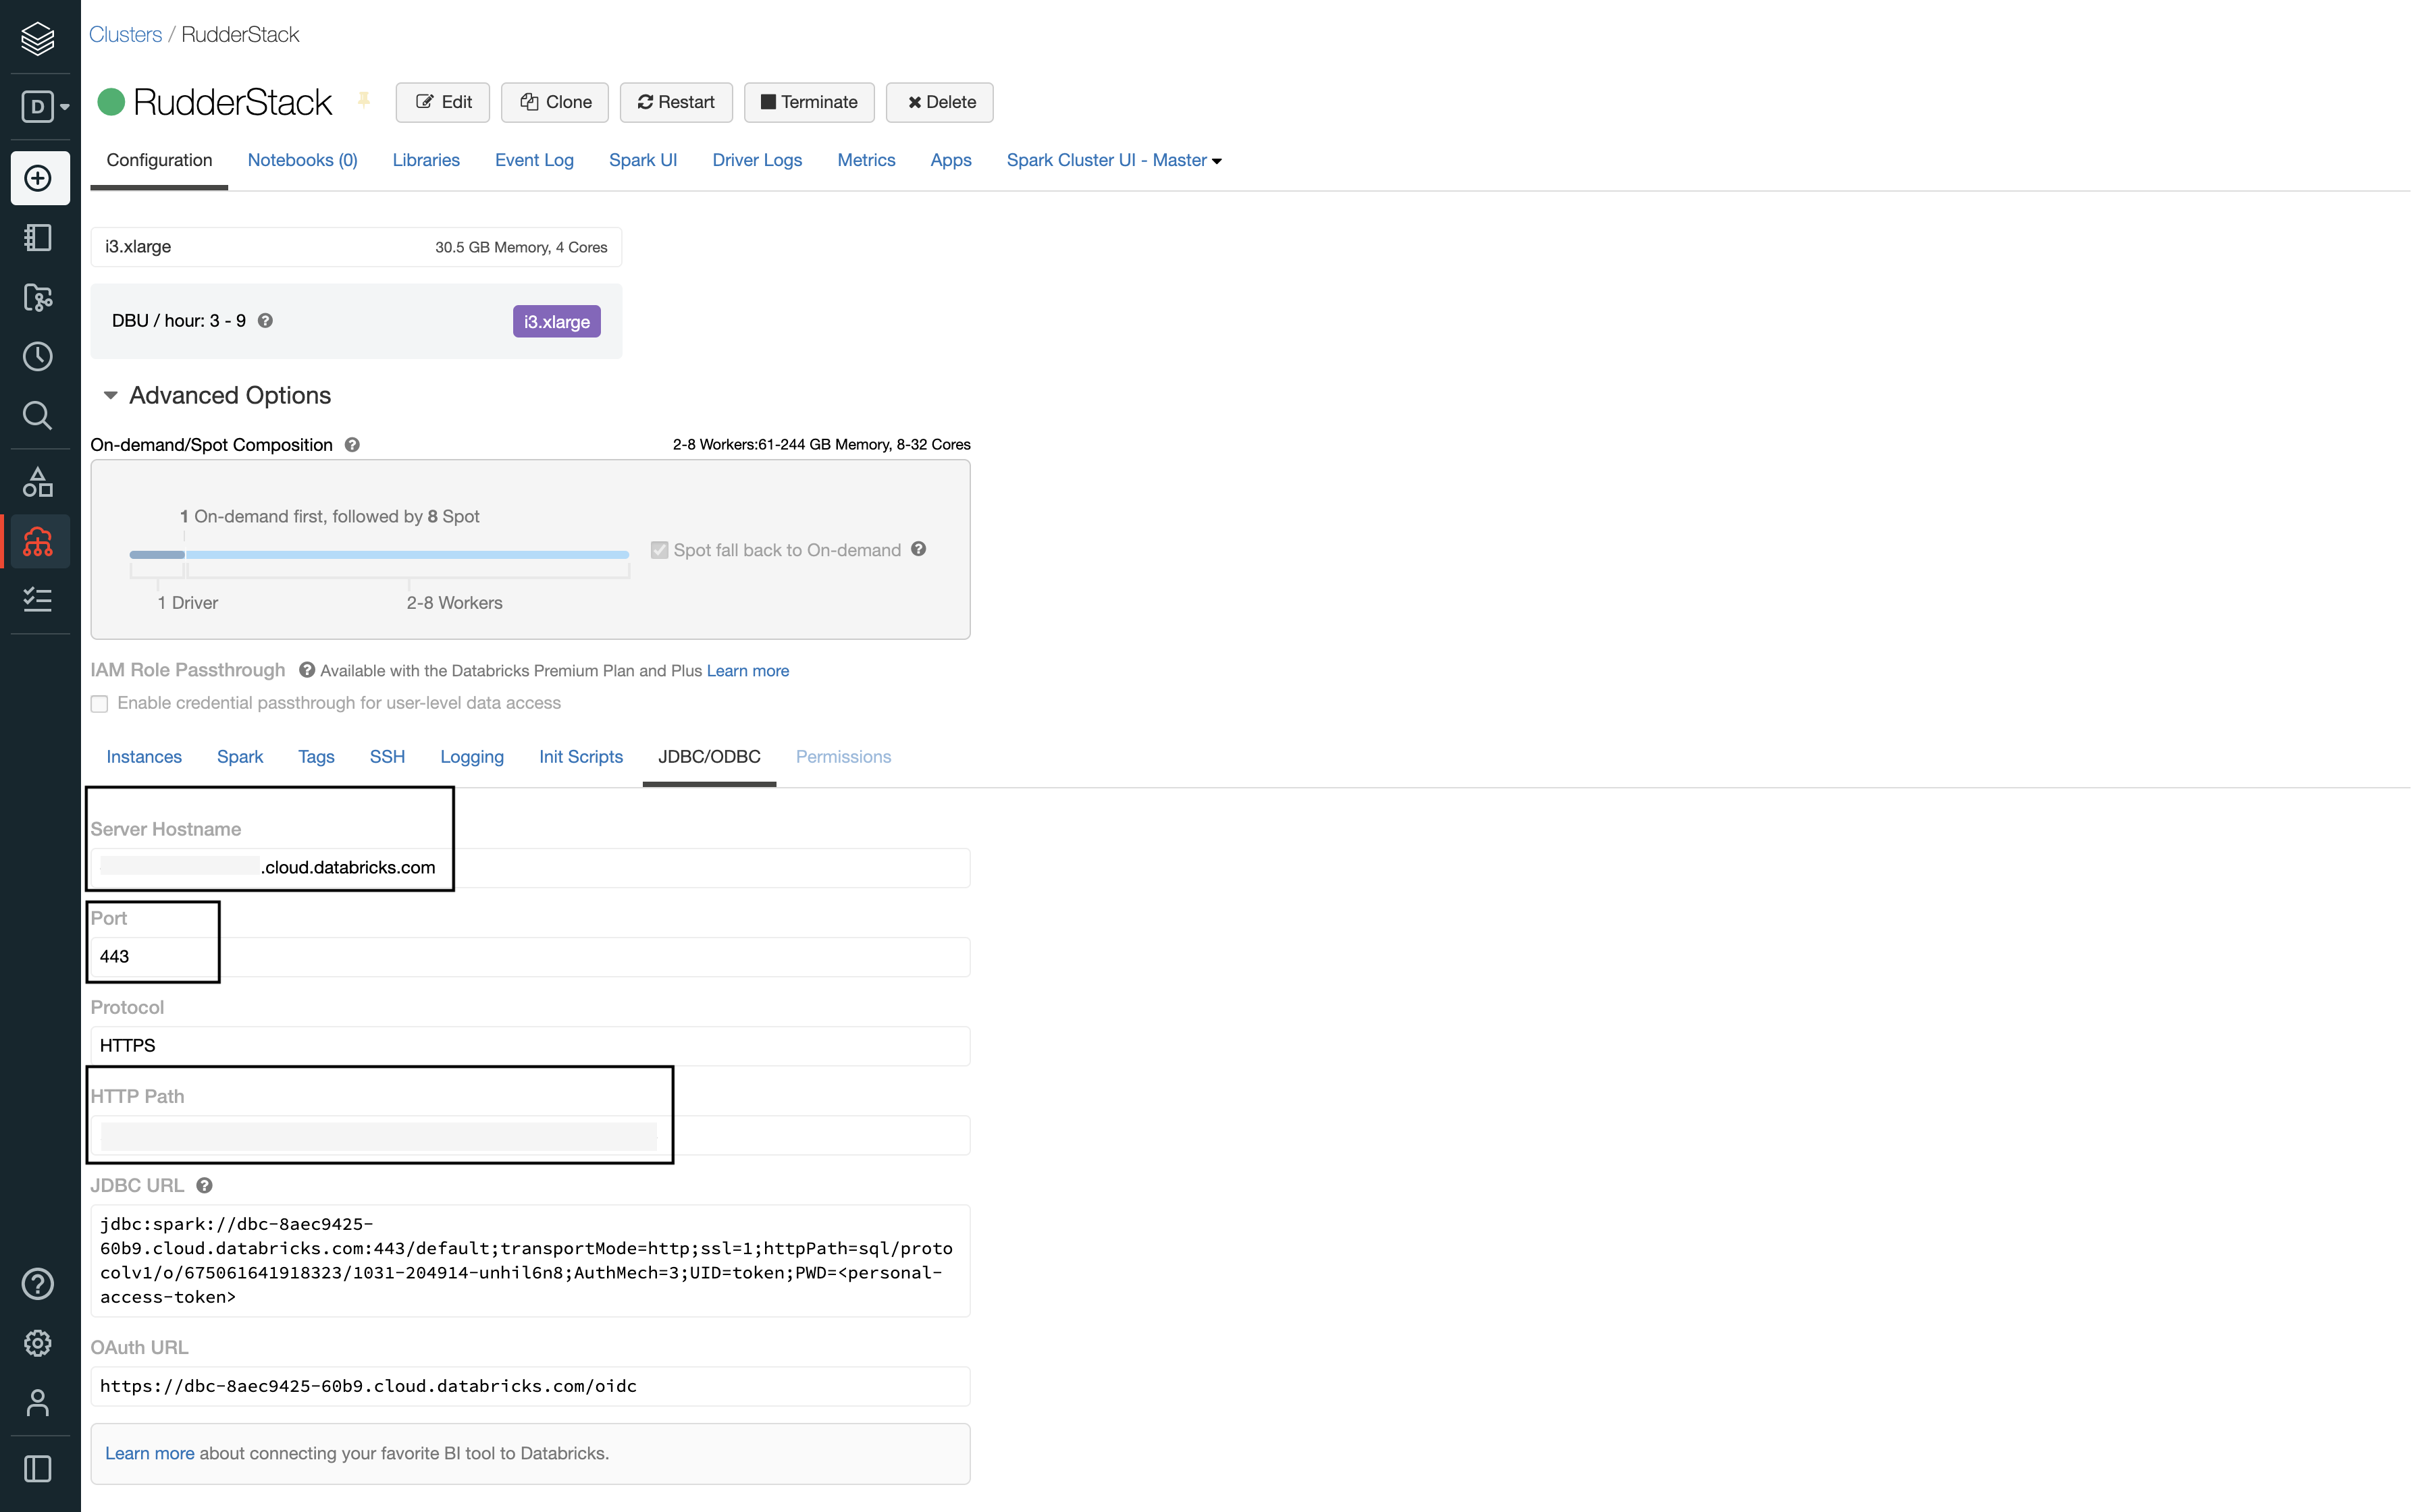 Clusters / RudderStack
RudderStack
Edit
Clone
Restart
Terminate
Delete
D
Configuration
Notebooks (0)
Libraries
Event Log
Spark UI
Driver Logs
Metrics
Apps
Spark Cluster UI - Master
i3.xlarge
30.5 GB Memory, 4 Cores
DBU / hour: 3 - 9
i3.xlarge
Advanced Options
On-demand/Spot Composition
2-8 Workers:61-244 GB Memory, 8-32 Cores
1 On-demand first, followed by 8 Spot
Spot fall back to On-demand
1 Driver
2-8 Workers
IAM Role Passthrough
Available with the Databricks Premium Plan and Plus Learn more
Enable credential passthrough for user-level data access
Instances
Spark
Tags
SSH
Logging
Init Scripts
JDBC/ODBC
Permissions
Server Hostname
.cloud.databricks.com
Port
443
Protocol
HTTPS
HTTP Path
JDBC URL
jdbc:spark://dbc-8aec9425-
60b9.cloud.databricks.com:443/default;transportMode=http;ssl=1;httpPath=sql/proto
colv1/o/675061641918323/1031-204914-unhil6n8;AuthMech=3;UID=token;PWD=<personal-
access-token>
OAuth URL
https://dbc-8aec9425-60b9.cloud.databricks.com/oidc
Learn more about connecting your favorite BI tool to Databricks.